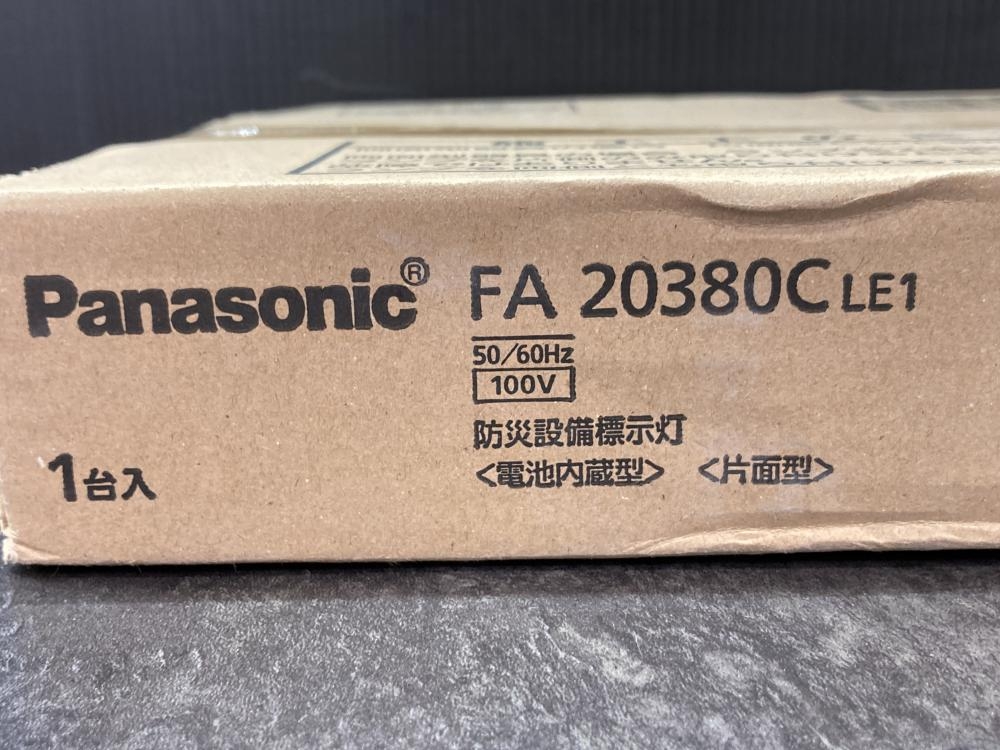 Panasonic® FA 20380C LE1
50/60Hz
100V
防災設備標示灯
<電池内蔵型> <片面型>
1台入